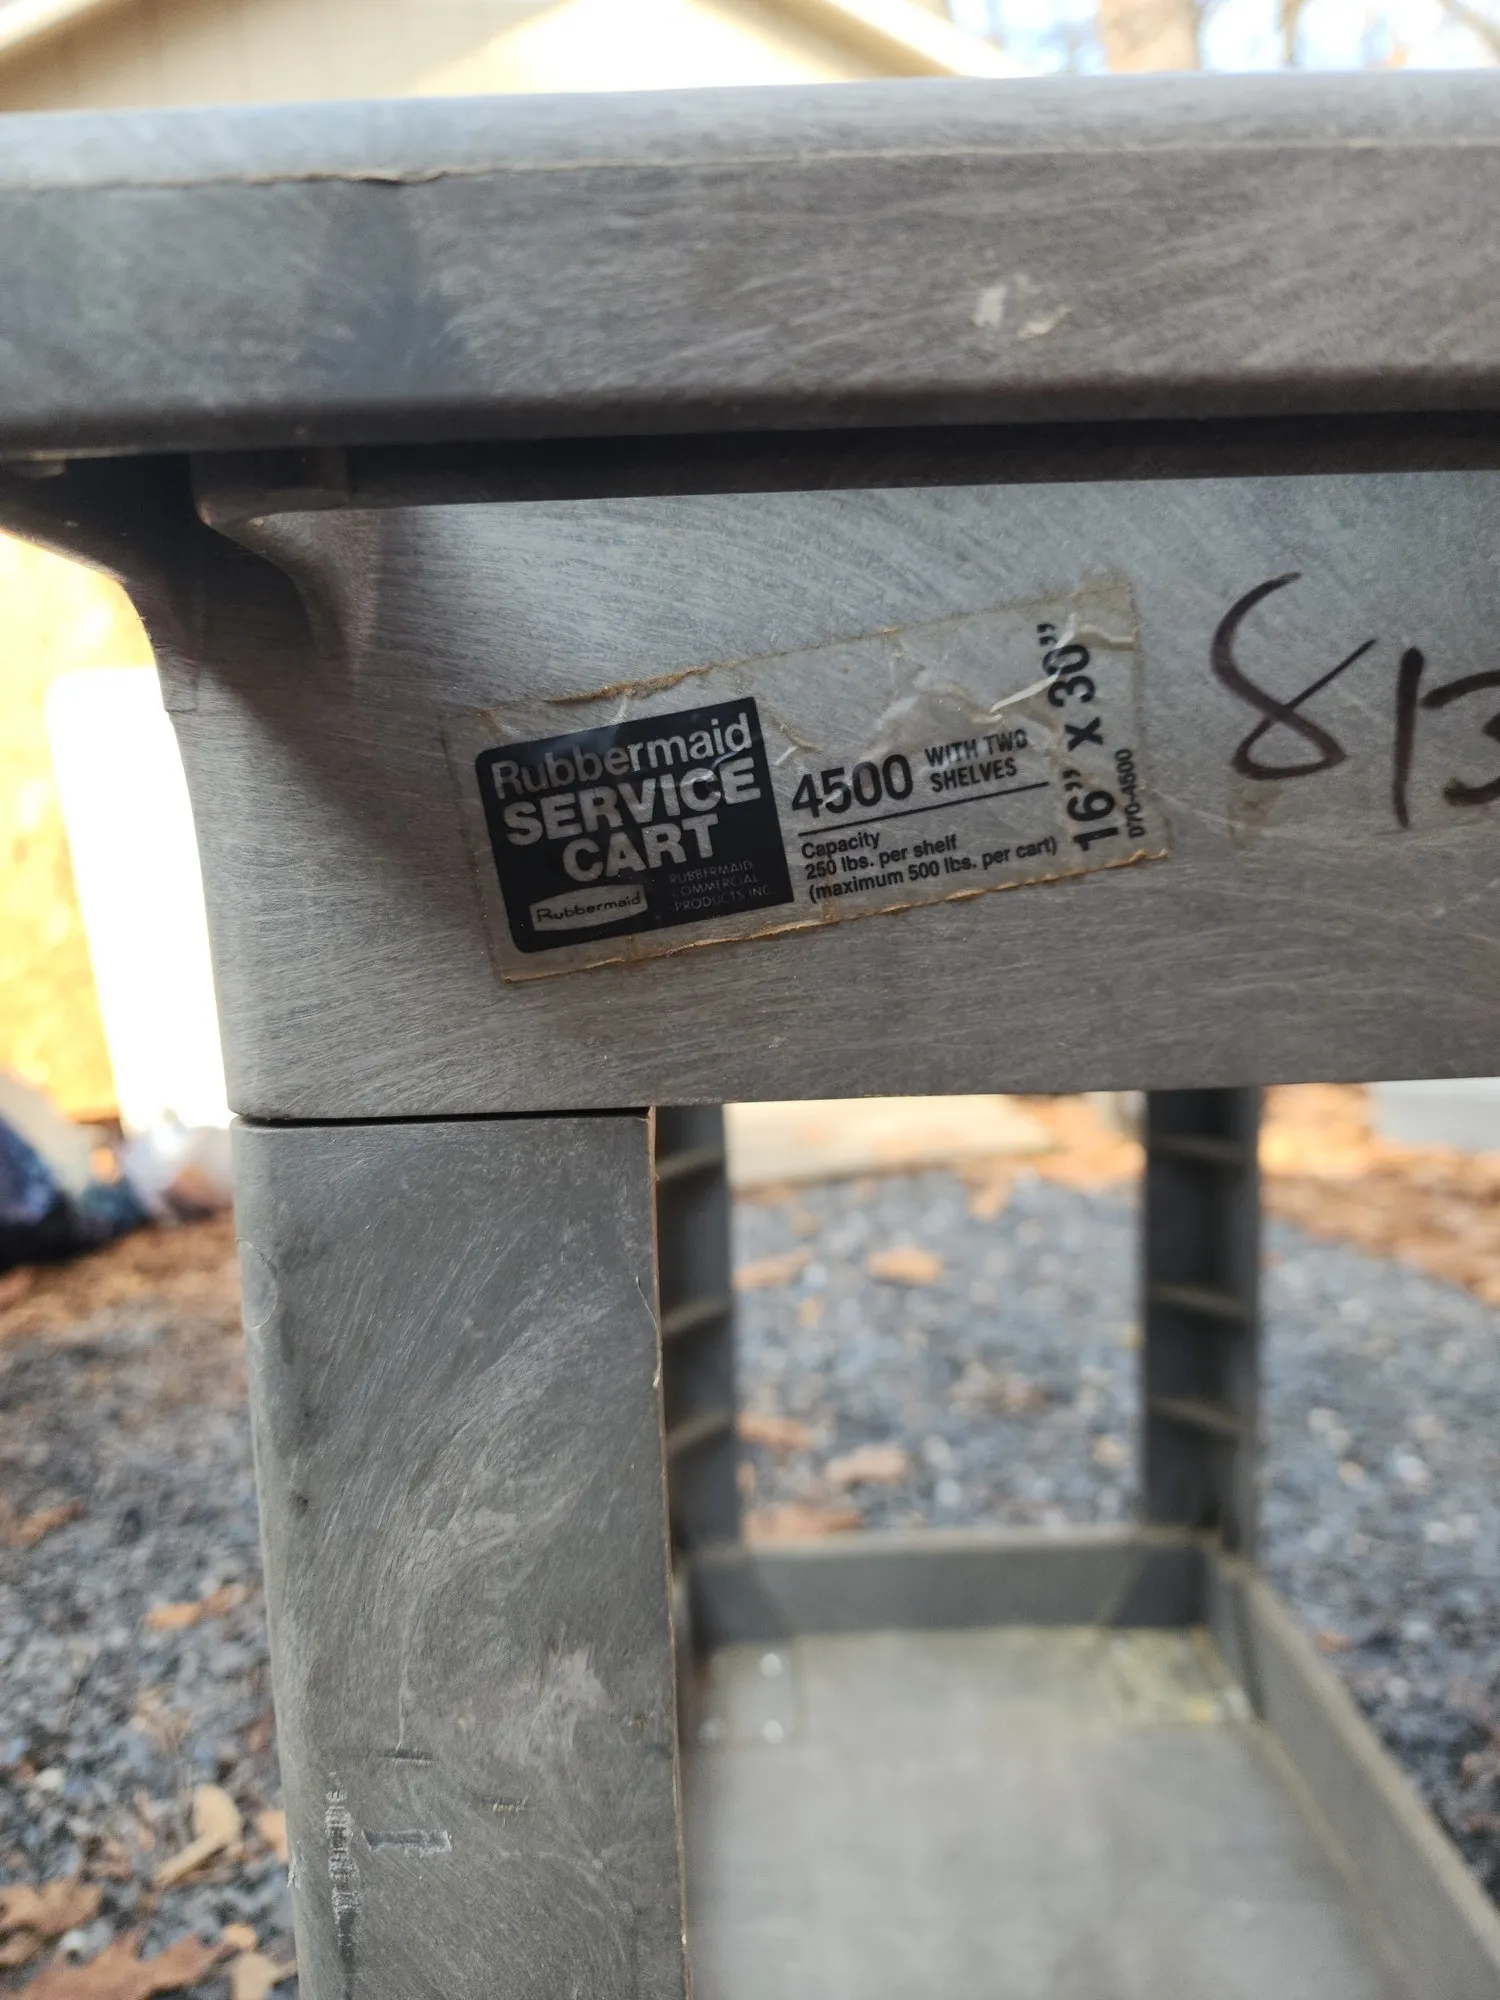 Rubbermaid
SERVICE
CART
Rubbermaid
RUBBERMAID
COMMERCIAL
PRODUCTS INC.
4500 WITH TWO
SHELVES
Capacity
250 lbs. per shelf
(maximum 500 lbs. per cart)
16" x 30"
D70-4500
813